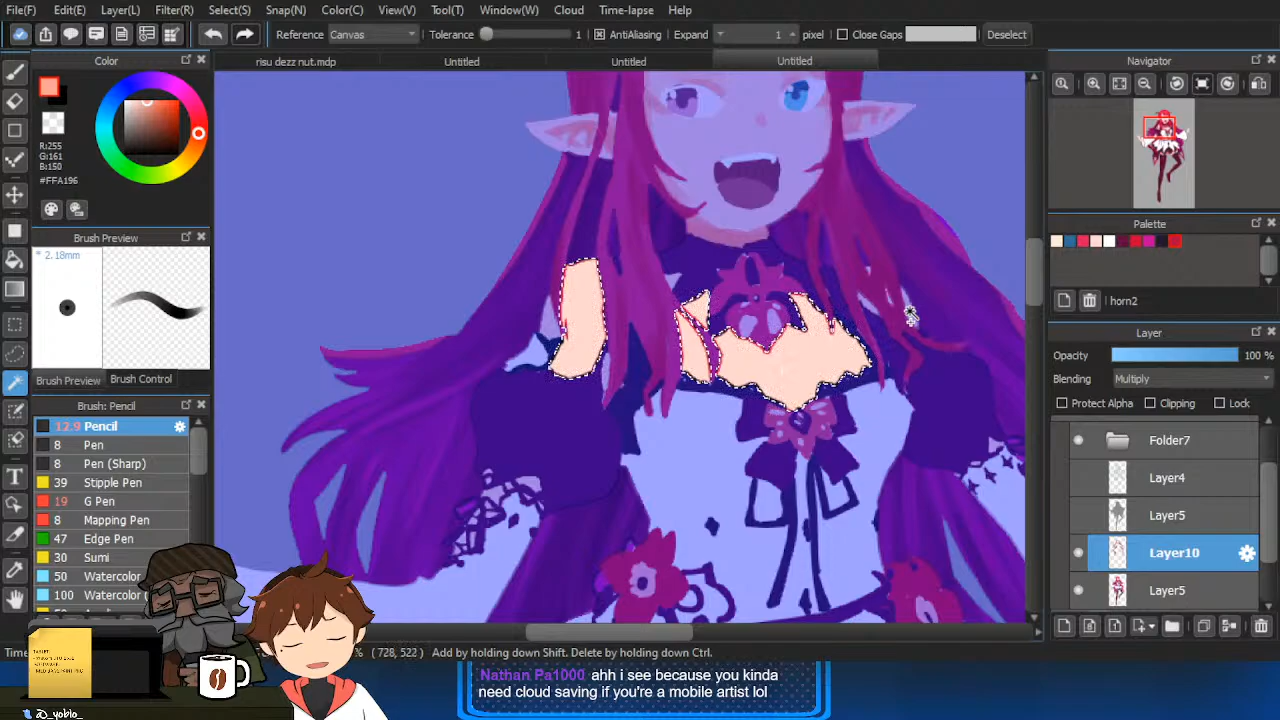 File(F) Edit(E) Layer(L) Filter(R) Select(S) Snap(N) Color(C) View(V) Tool(T) Window(W) Cloud Time-lapse Help
Reference Canvas Tolerance 1 AntiAliasing Expand 1 pixel Close Gaps Deselect
Color
risu dezz nut.mdp Untitled Untitled Untitled
Navigator
R:255
G:161
B:150
#FFA196
Brush Preview
* 2.18mm
Brush Preview Brush Control
Brush: Pencil
12.9 Pencil
8 Pen
8 Pen (Sharp)
39 Stipple Pen
19 G Pen
8 Mapping Pen
47 Edge Pen
30 Sumi
50 Watercolor
100 Watercolor
Palette
horn2
Layer
Opacity 100 %
Blending Multiply
Protect Alpha Clipping Lock
Folder7
Layer4
Layer5
Layer10
Layer5
% (728, 522) Add by holding down Shift. Delete by holding down Ctrl.
Nathan Pa1000 ahh i see because you kinda
need cloud saving if you're a mobile artist lol
@_yoblo_